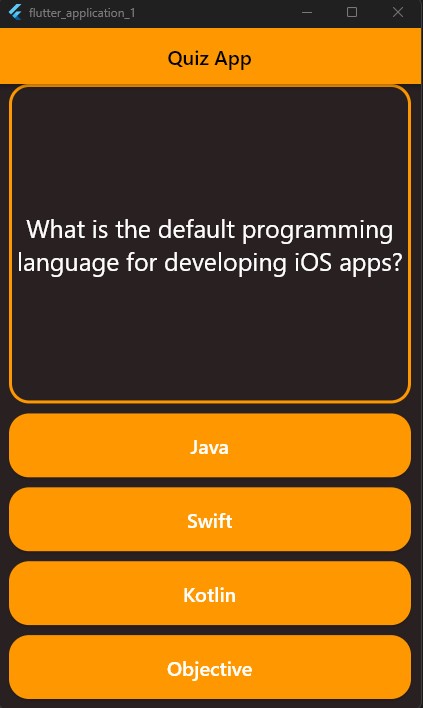 flutter_application_1
Quiz App
What is the default programming
language for developing iOS apps?
Java
Swift
Kotlin
Objective